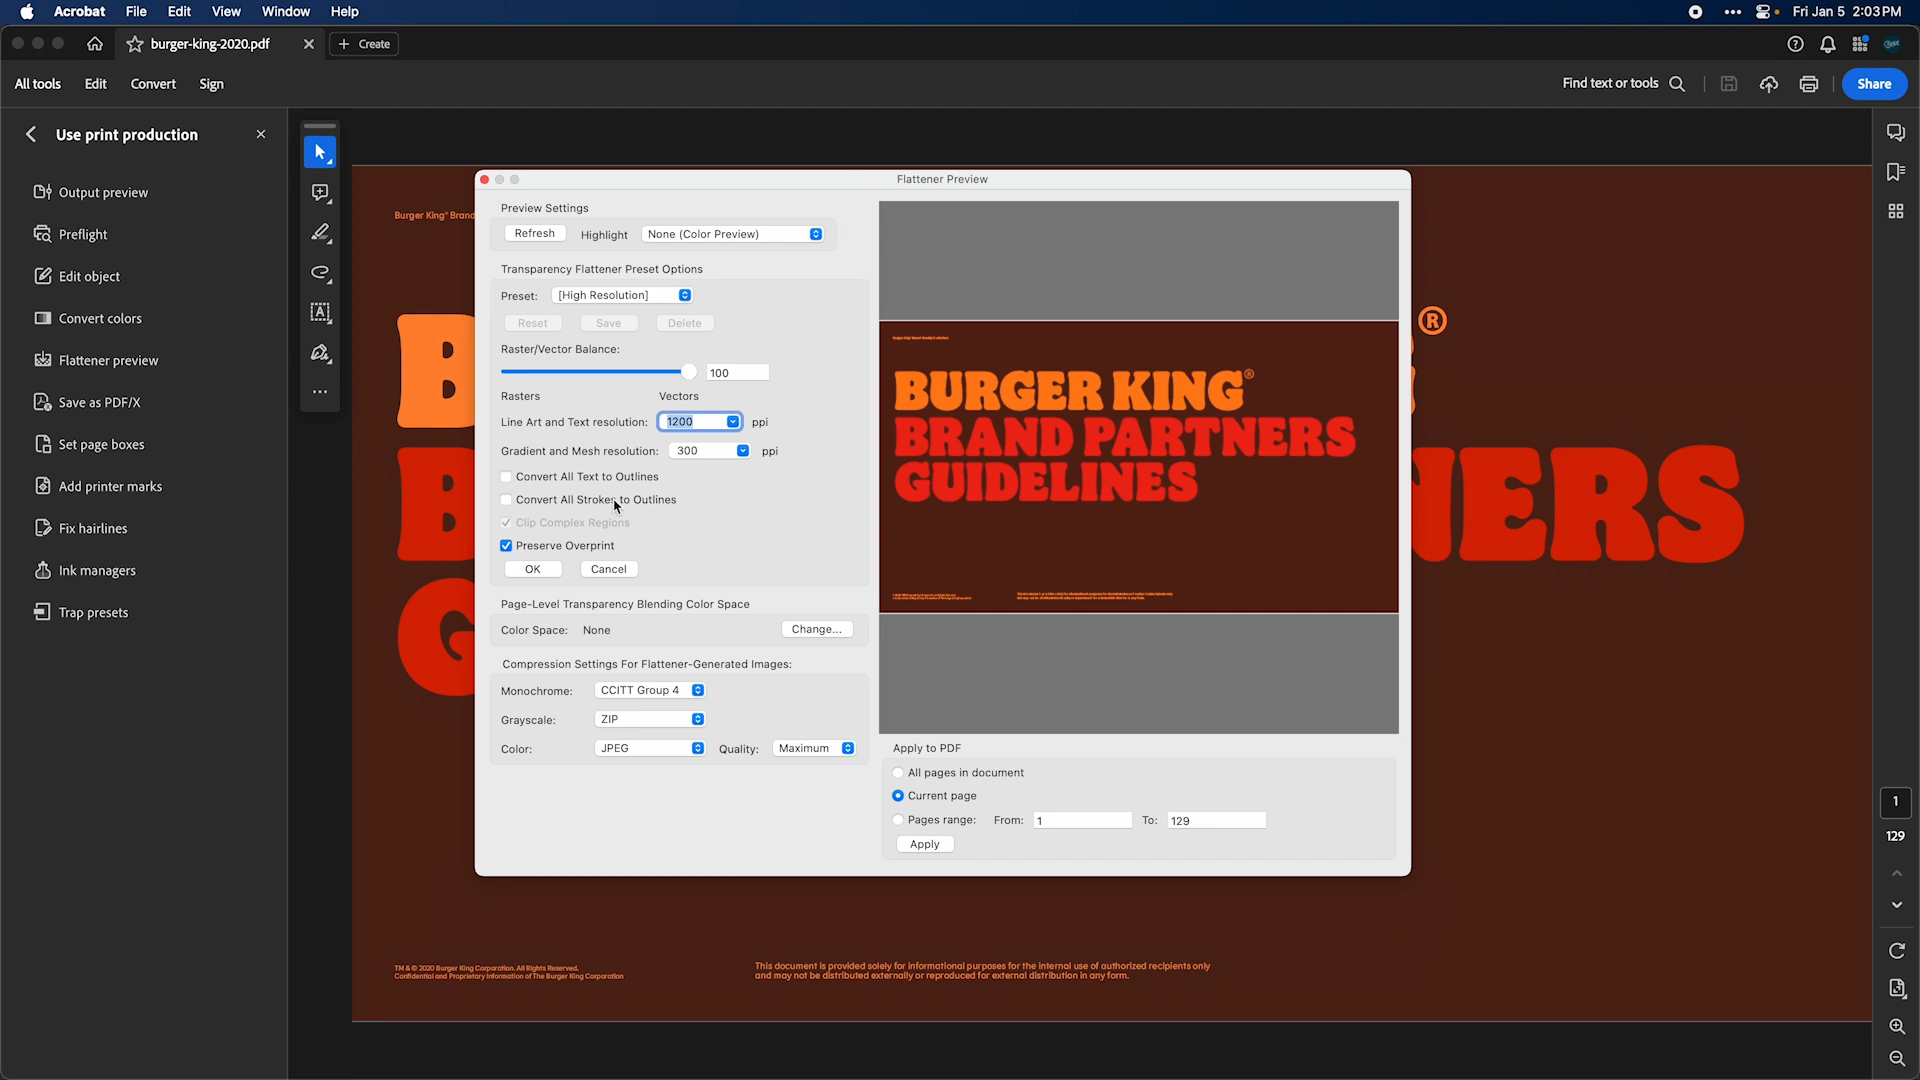 Acrobat File Edit View Window Help
Fri Jan 5 2:03 PM
burger-king-2020.pdf
Create
All tools Edit Convert Sign
Find text or tools
Share
Use print production
Output preview
Preflight
Edit object
Convert colors
Flattener preview
Save as PDF/X
Set page boxes
Add printer marks
Fix hairlines
Ink managers
Trap presets
Burger King® Brand
B
B
G
®
NERS
TM & © 2020 Burger King Corporation. All Rights Reserved.
Confidential and Proprietary Information of The Burger King Corporation
This document is provided solely for informational purposes for the internal use of authorized recipients only
and may not be distributed externally or reproduced for external distribution in any form.
Flattener Preview
Preview Settings
Refresh Highlight None (Color Preview)
Transparency Flattener Preset Options
Preset: [High Resolution]
Reset Save Delete
Raster/Vector Balance:
100
Rasters Vectors
Line Art and Text resolution: 1200 ppi
Gradient and Mesh resolution: 300 ppi
Convert All Text to Outlines
Convert All Strokes to Outlines
Clip Complex Regions
Preserve Overprint
OK Cancel
Page-Level Transparency Blending Color Space
Color Space: None Change...
Compression Settings For Flattener-Generated Images:
Monochrome: CCITT Group 4
Grayscale: ZIP
Color: JPEG Quality: Maximum
BURGER KING®
BRAND PARTNERS
GUIDELINES
Apply to PDF
All pages in document
Current page
Pages range: From: 1 To: 129
Apply
1
129